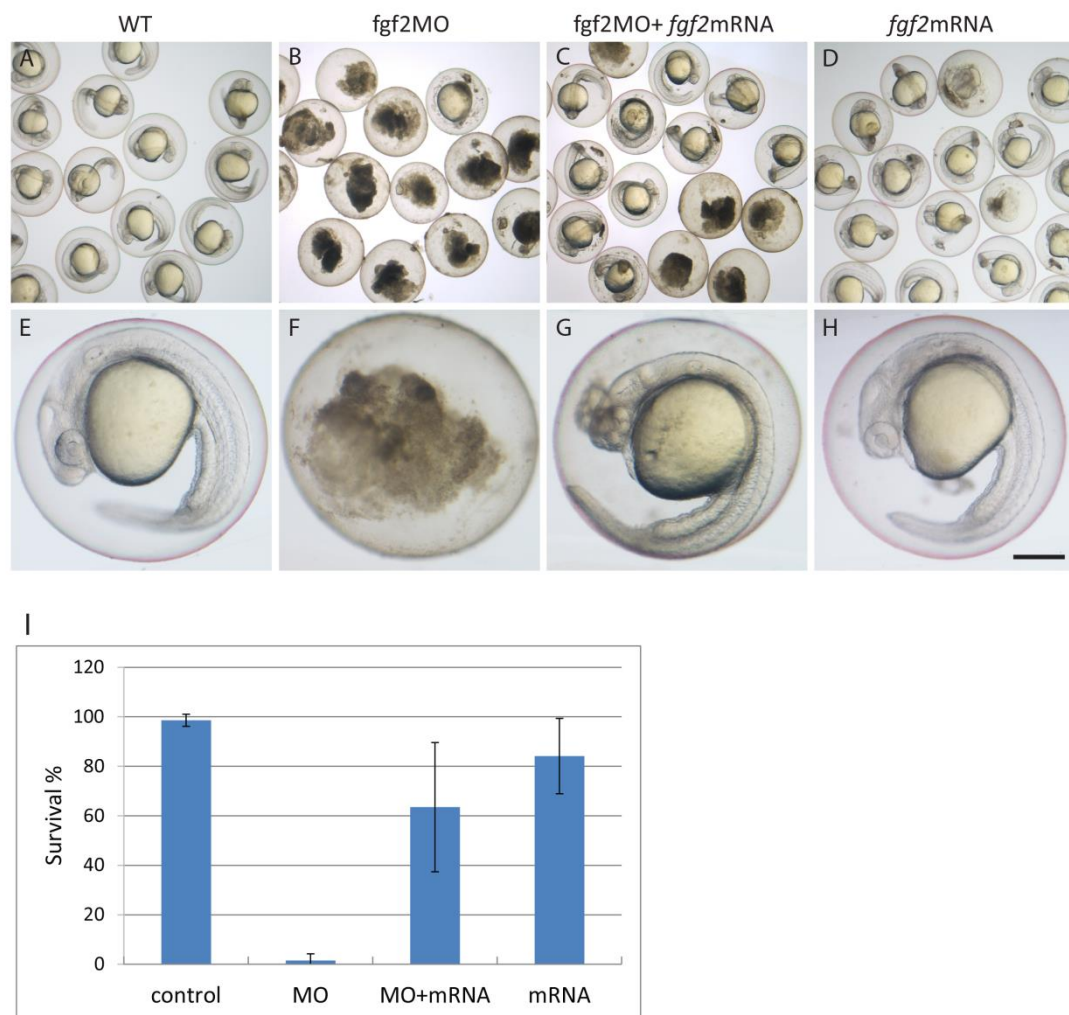 WT fgf2MO fgf2MO+ fgf2mRNA fgf2mRNA
A B C D
E F G H
I
120
100
80
60
40
20
0
Survival %
control MO MO+mRNA mRNA